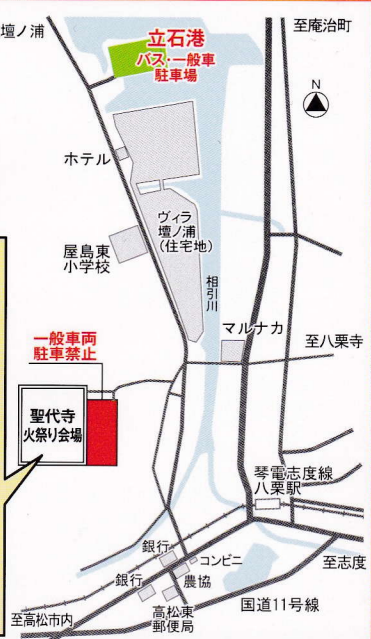 壇ノ浦
立石港
バス・一般車
駐車場
至庵治町
N
ホテル
ヴィラ
壇ノ浦
(住宅地)
屋島東
小学校
相引川
マルナカ
至八栗寺
一般車両
駐車禁止
聖代寺
火祭り会場
琴電志度線
八栗駅
銀行
コンビニ
銀行
農協
至志度
高松東
郵便局
国道11号線
至高松市内